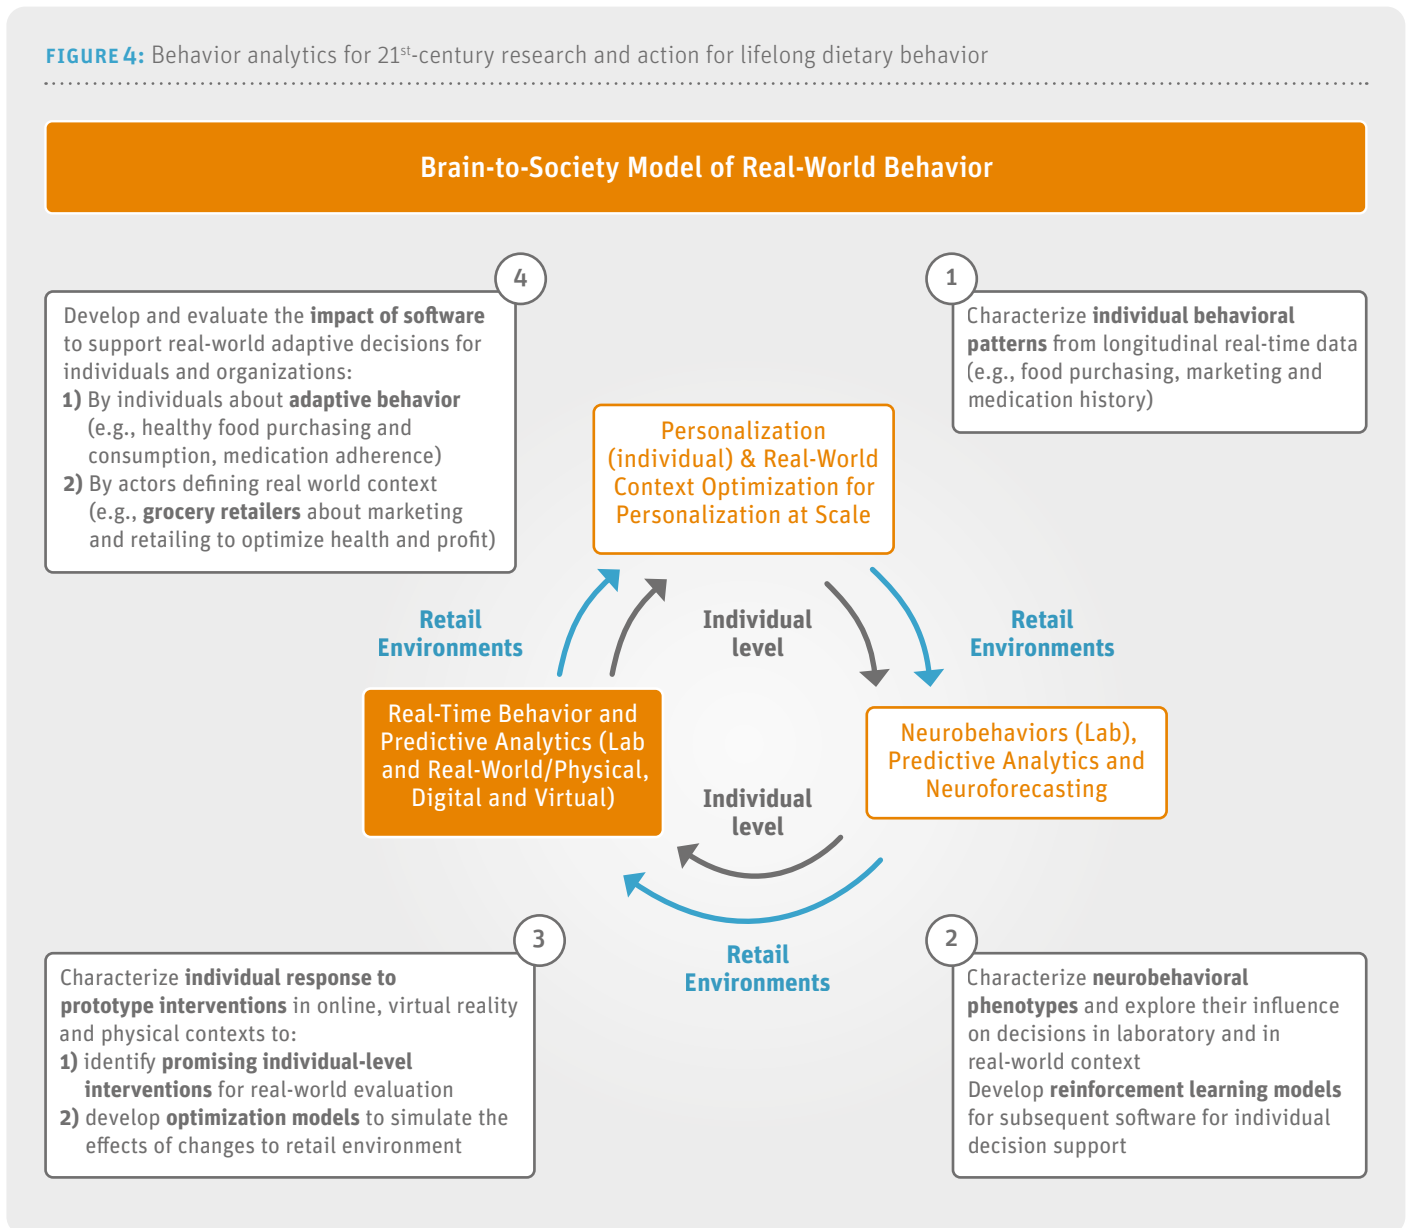 FIGURE 4: Behavior analytics for 21st-century research and action for lifelong dietary behavior
Brain-to-Society Model of Real-World Behavior
4
Develop and evaluate the impact of software
to support real-world adaptive decisions for
individuals and organizations:
1) By individuals about adaptive behavior
(e.g., healthy food purchasing and
consumption, medication adherence)
2) By actors defining real world context
(e.g., grocery retailers about marketing
and retailing to optimize health and profit)
1
Characterize individual behavioral
patterns from longitudinal real-time data
(e.g., food purchasing, marketing and
medication history)
Personalization
(individual) & Real-World
Context Optimization for
Personalization at Scale
Retail
Environments
Individual
level
Retail
Environments
Real-Time Behavior and
Predictive Analytics (Lab
and Real-World/Physical,
Digital and Virtual)
Neurobehaviors (Lab),
Predictive Analytics and
Neuroforecasting
Individual
level
Retail
Environments
3
Characterize individual response to
prototype interventions in online, virtual reality
and physical contexts to:
1) identify promising individual-level
interventions for real-world evaluation
2) develop optimization models to simulate the
effects of changes to retail environment
2
Characterize neurobehavioral
phenotypes and explore their influence
on decisions in laboratory and in
real-world context
Develop reinforcement learning models
for subsequent software for individual
decision support